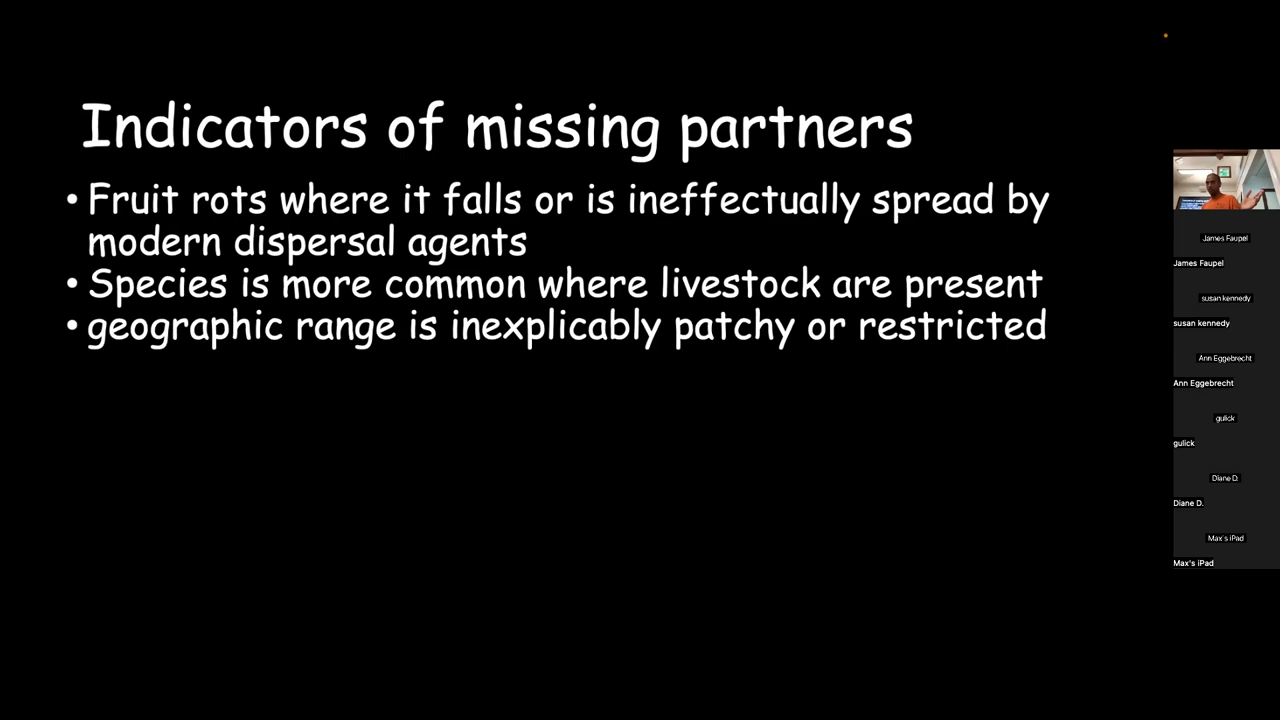 Indicators of missing partners
• Fruit rots where it falls or is ineffectually spread by
modern dispersal agents
• Species is more common where livestock are present
• geographic range is inexplicably patchy or restricted
James Faupel
James Faupel
susan kennedy
susan kennedy
Ann Eggebrecht
Ann Eggebrecht
gulick
gulick
Diane D.
Diane D.
Max's iPad
Max's iPad